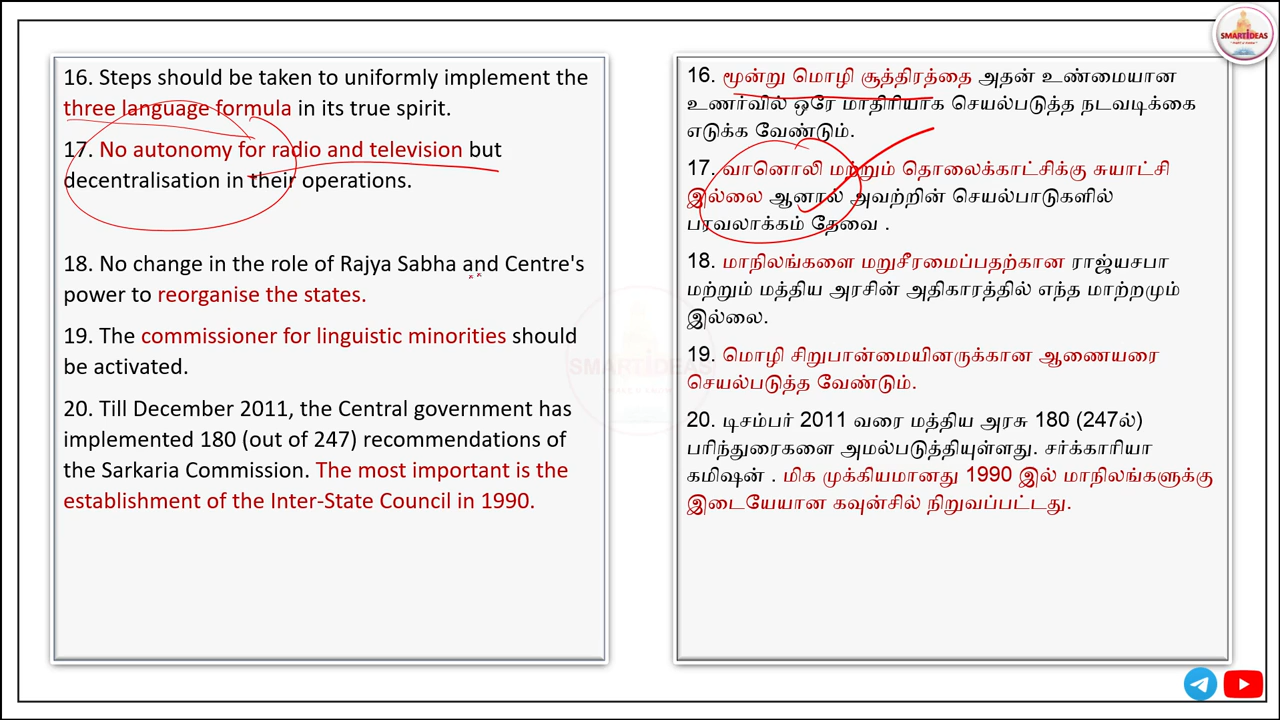 SMARTIDEAS
16. Steps should be taken to uniformly implement the
three language formula in its true spirit.
17. No autonomy for radio and television but
decentralisation in their operations.
18. No change in the role of Rajya Sabha and Centre's
power to reorganise the states.
19. The commissioner for linguistic minorities should
be activated.
20. Till December 2011, the Central government has
implemented 180 (out of 247) recommendations of
the Sarkaria Commission. The most important is the
establishment of the Inter-State Council in 1990.
16. மூன்று மொழி சூத்திரத்தை அதன் உண்மையான
உணர்வில் ஒரே மாதிரியாக செயல்படுத்த நடவடிக்கை
எடுக்க வேண்டும்.
17. வானொலி மற்றும் தொலைக்காட்சிக்கு சுயாட்சி
இல்லை ஆனால் அவற்றின் செயல்பாடுகளில்
பரவலாக்கம் தேவை .
18. மாநிலங்களை மறுசீரமைப்பதற்கான ராஜ்யசபா
மற்றும் மத்திய அரசின் அதிகாரத்தில் எந்த மாற்றமும்
இல்லை.
19. மொழி சிறுபான்மையினருக்கான ஆணையரை
செயல்படுத்த வேண்டும்.
20. டிசம்பர் 2011 வரை மத்திய அரசு 180 (247ல்)
பரிந்துரைகளை அமல்படுத்தியுள்ளது. சர்க்காரியா
கமிஷன் . மிக முக்கியமானது 1990 இல் மாநிலங்களுக்கு
இடையேயான கவுன்சில் நிறுவப்பட்டது.
SMARTIDEAS